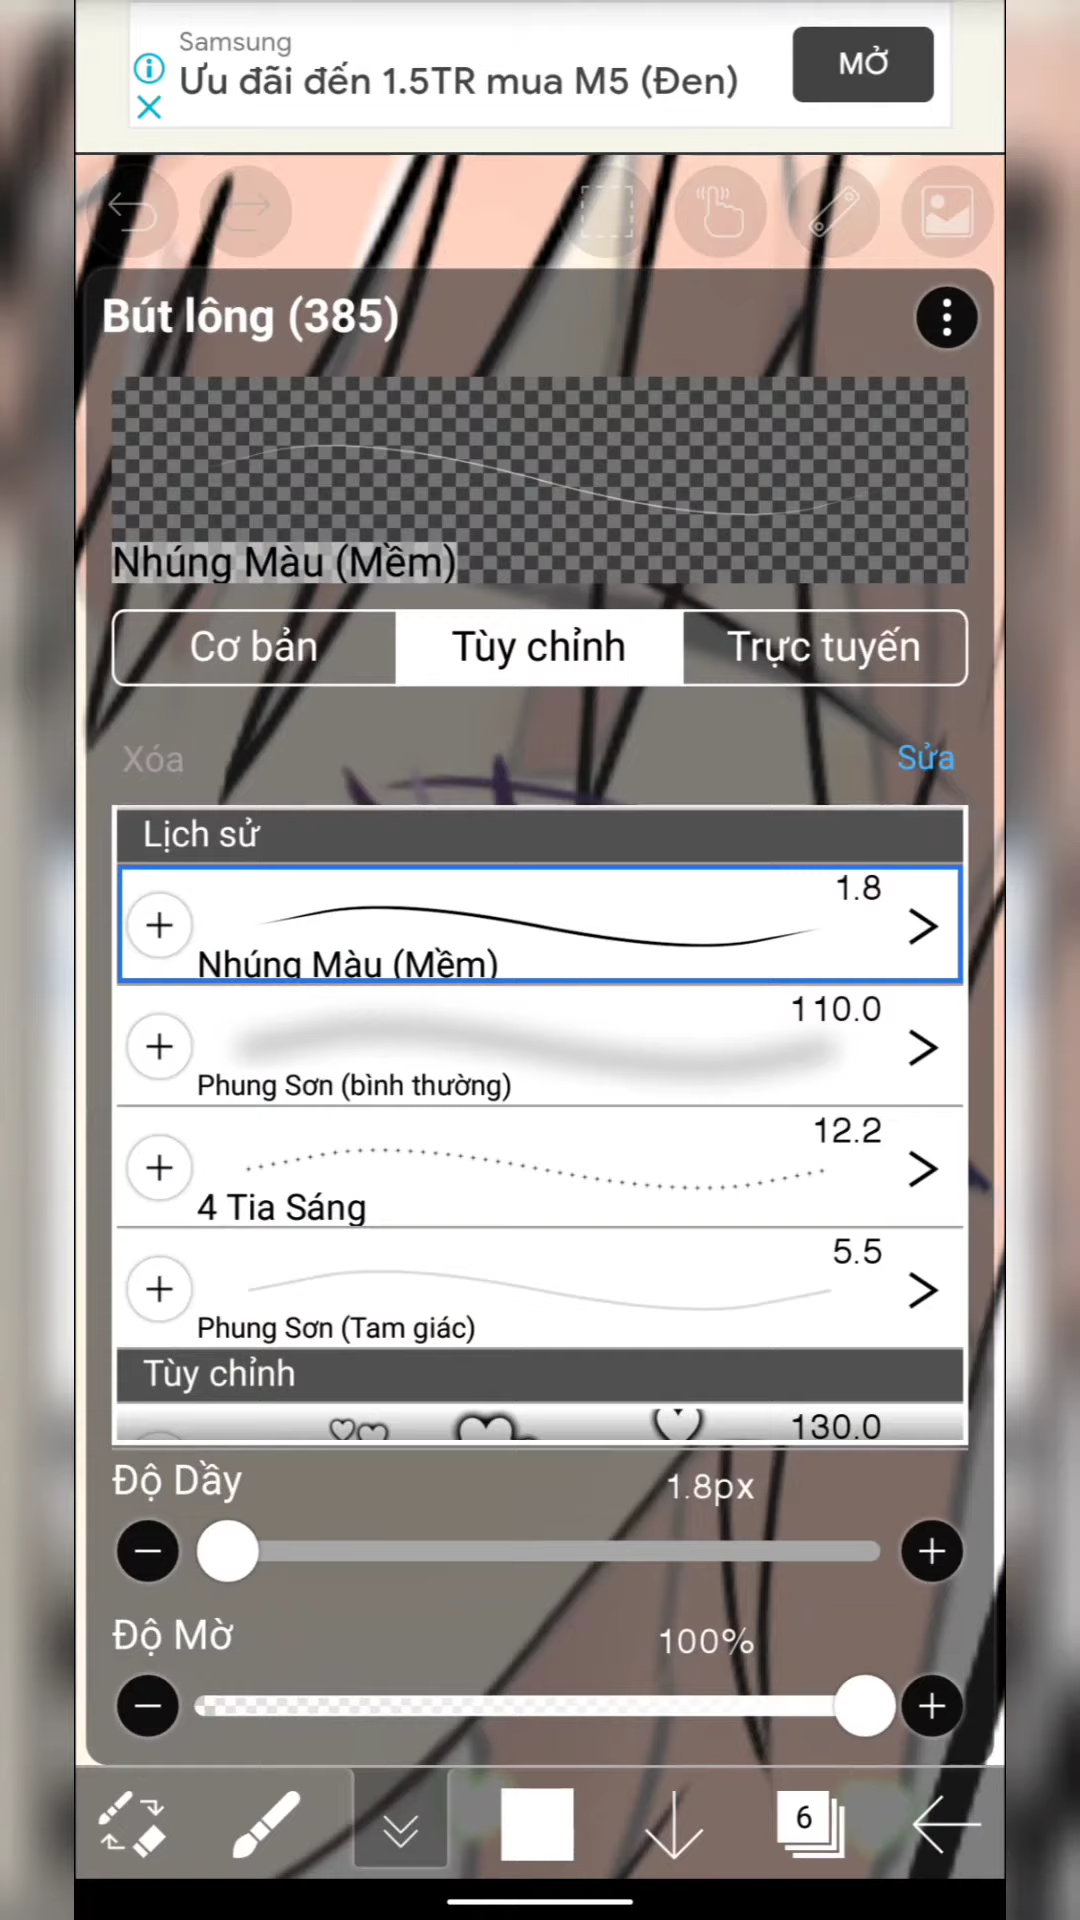 Samsung
Ưu đãi đến 1.5TR mua M5 (Đen)
MỞ
Bút lông (385)
Nhúng Màu (Mềm)
Cơ bản
Tùy chỉnh
Trực tuyến
Xóa
Sửa
Lịch sử
1.8
Nhúng Màu (Mềm)
110.0
Phung Sơn (bình thường)
12.2
4 Tia Sáng
5.5
Phung Sơn (Tam giác)
Tùy chỉnh
130.0
Độ Dầy
1.8px
Độ Mờ
100%
6